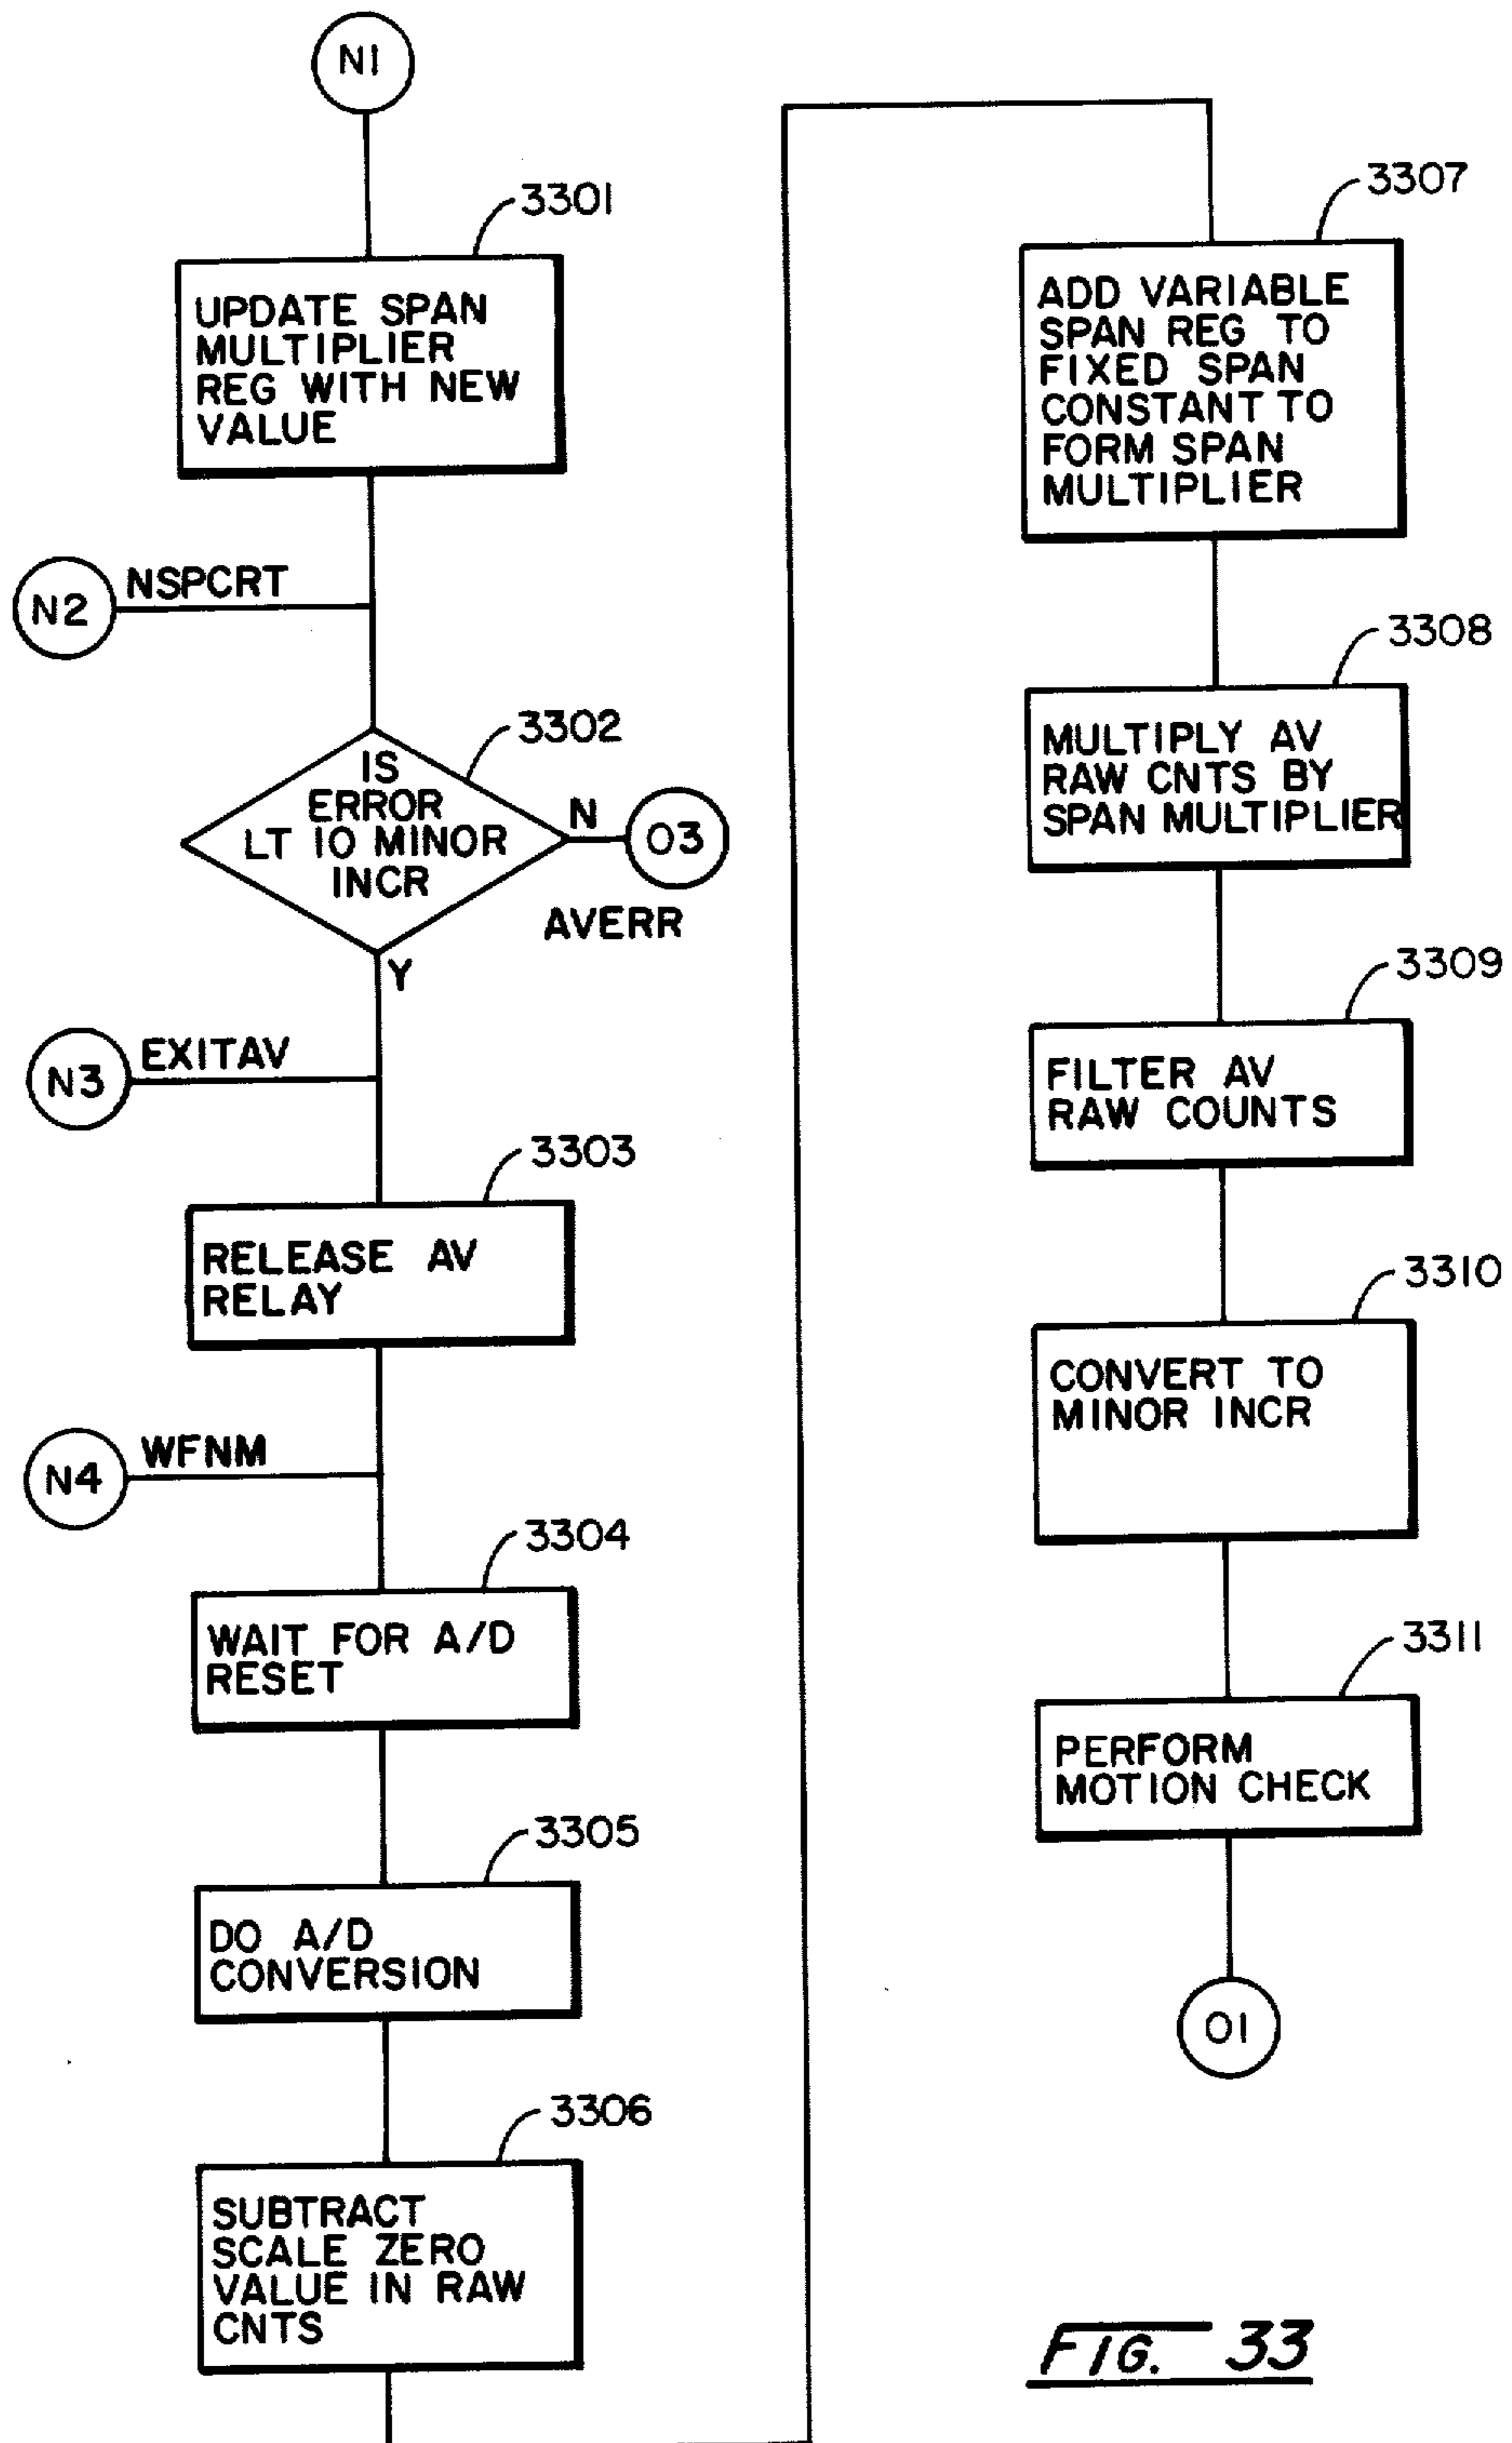 N1
3301
UPDATE SPAN
MULTIPLIER
REG WITH NEW
VALUE
N2
NSPCRT
3302
IS
ERROR
LT 10 MINOR
INCR
N
O3
AVERR
Y
N3
EXITAV
3303
RELEASE AV
RELAY
N4
WFNM
3304
WAIT FOR A/D
RESET
3305
DO A/D
CONVERSION
3306
SUBTRACT
SCALE ZERO
VALUE IN RAW
CNTS
3307
ADD VARIABLE
SPAN REG TO
FIXED SPAN
CONSTANT TO
FORM SPAN
MULTIPLIER
3308
MULTIPLY AV
RAW CNTS BY
SPAN MULTIPLIER
3309
FILTER AV
RAW COUNTS
3310
CONVERT TO
MINOR INCR
3311
PERFORM
MOTION CHECK
O1
FIG. 33